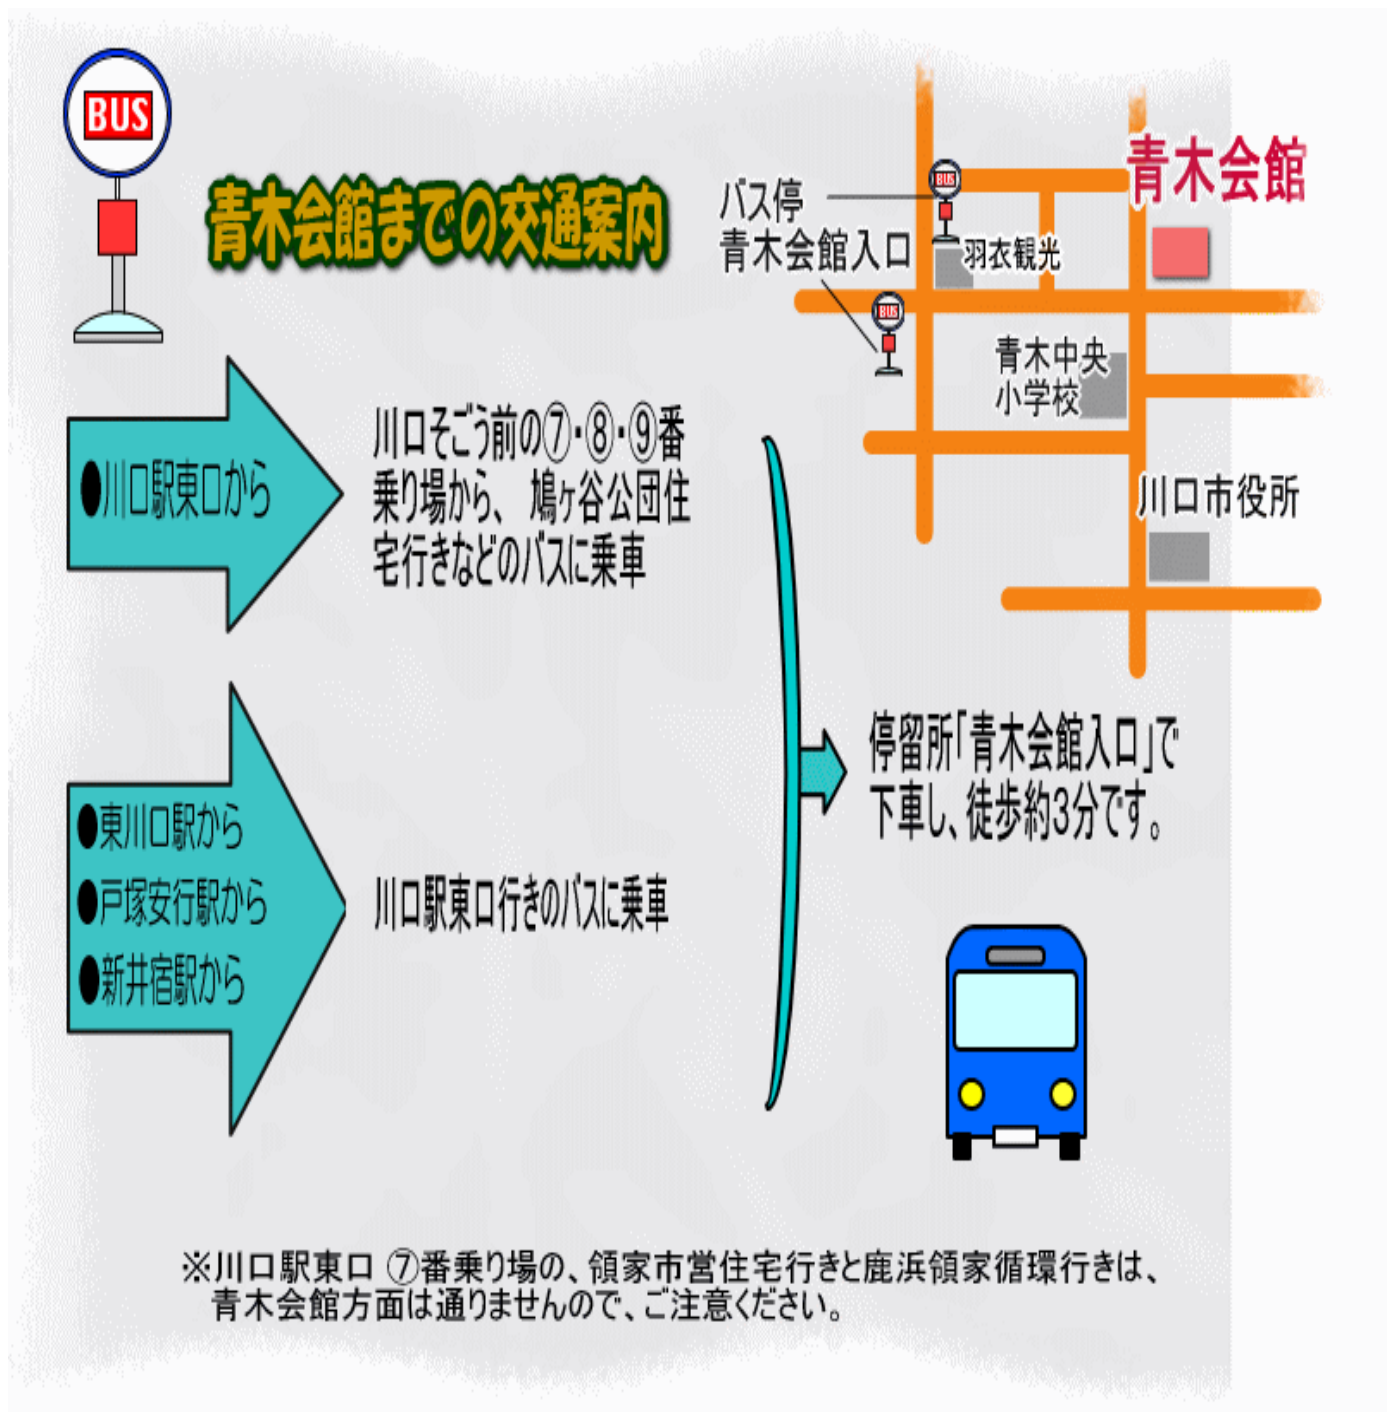 BUS
青木会館までの交通案内
バス停
青木会館入口
BUS
BUS
羽衣観光
青木会館
青木中央
小学校
川口市役所
●川口駅東口から
川口そごう前の⑦・⑧・⑨番
乗り場から、鳩ヶ谷公団住
宅行きなどのバスに乗車
●東川口駅から
●戸塚安行駅から
●新井宿駅から
川口駅東口行きのバスに乗車
停留所「青木会館入口」で
下車し、徒歩約3分です。
※川口駅東口 ⑦番乗り場の、領家市営住宅行きと鹿浜領家循環行きは、
青木会館方面は通りませんので、ご注意ください。